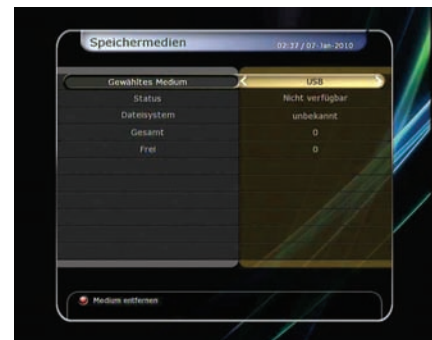 Speichermedien 02:37 / 07-Jan-2010
Gewähltes Medium USB
Status Nicht verfügbar
Dateisystem unbekannt
Gesamt 0
Frei 0
Medium entfernen